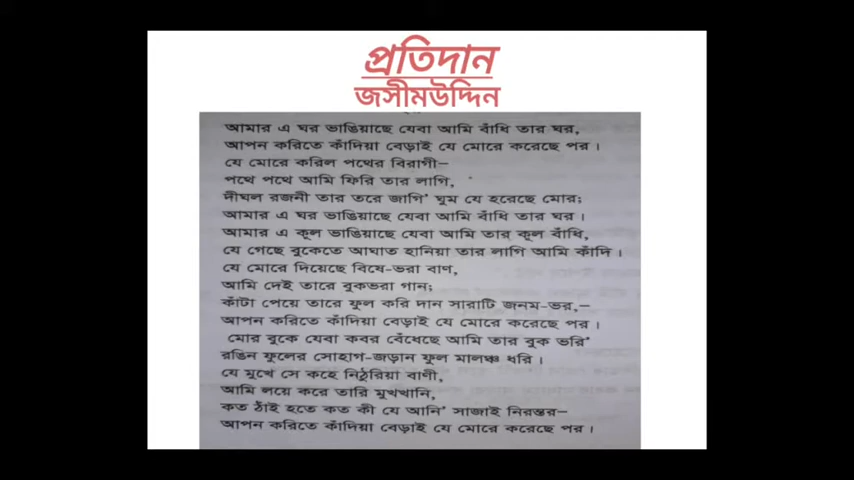 প্রতিদান
জসীমউদ্দিন
আমার এ ঘর ভাঙিয়াছে যেবা আমি বাঁধি তার ঘর,
আপন করিতে কাঁদিয়া বেড়াই যে মোরে করেছে পর।
যে মোরে করিল পথের বিরাগী–
পথে পথে আমি ফিরি তার লাগি,
দীঘল রজনী তার তরে জাগি' ঘুম যে হরেছে মোর;
আমার এ ঘর ভাঙিয়াছে যেবা আমি বাঁধি তার ঘর।
আমার এ কূল ভাঙিয়াছে যেবা আমি তার কূল বাঁধি,
যে গেছে বুকেতে আঘাত হানিয়া তার লাগি আমি কাঁদি।
যে মোরে দিয়েছে বিষে-ভরা বাণ,
আমি দেই তারে বুকভরা গান;
কাঁটা পেয়ে তারে ফুল করি দান সারাটি জনম-ভর,–
আপন করিতে কাঁদিয়া বেড়াই যে মোরে করেছে পর।
মোর বুকে যেবা কবর বেঁধেছে আমি তার বুক ভরি'
রঙিন ফুলের সোহাগ-জড়ান ফুল মালঞ্চ ধরি।
যে মুখে সে কহে নিঠুরিয়া বাণী,
আমি লয়ে করে তারি মুখখানি,
কত ঠাঁই হতে কত কী যে আনি' সাজাই নিরন্তর–
আপন করিতে কাঁদিয়া বেড়াই যে মোরে করেছে পর।